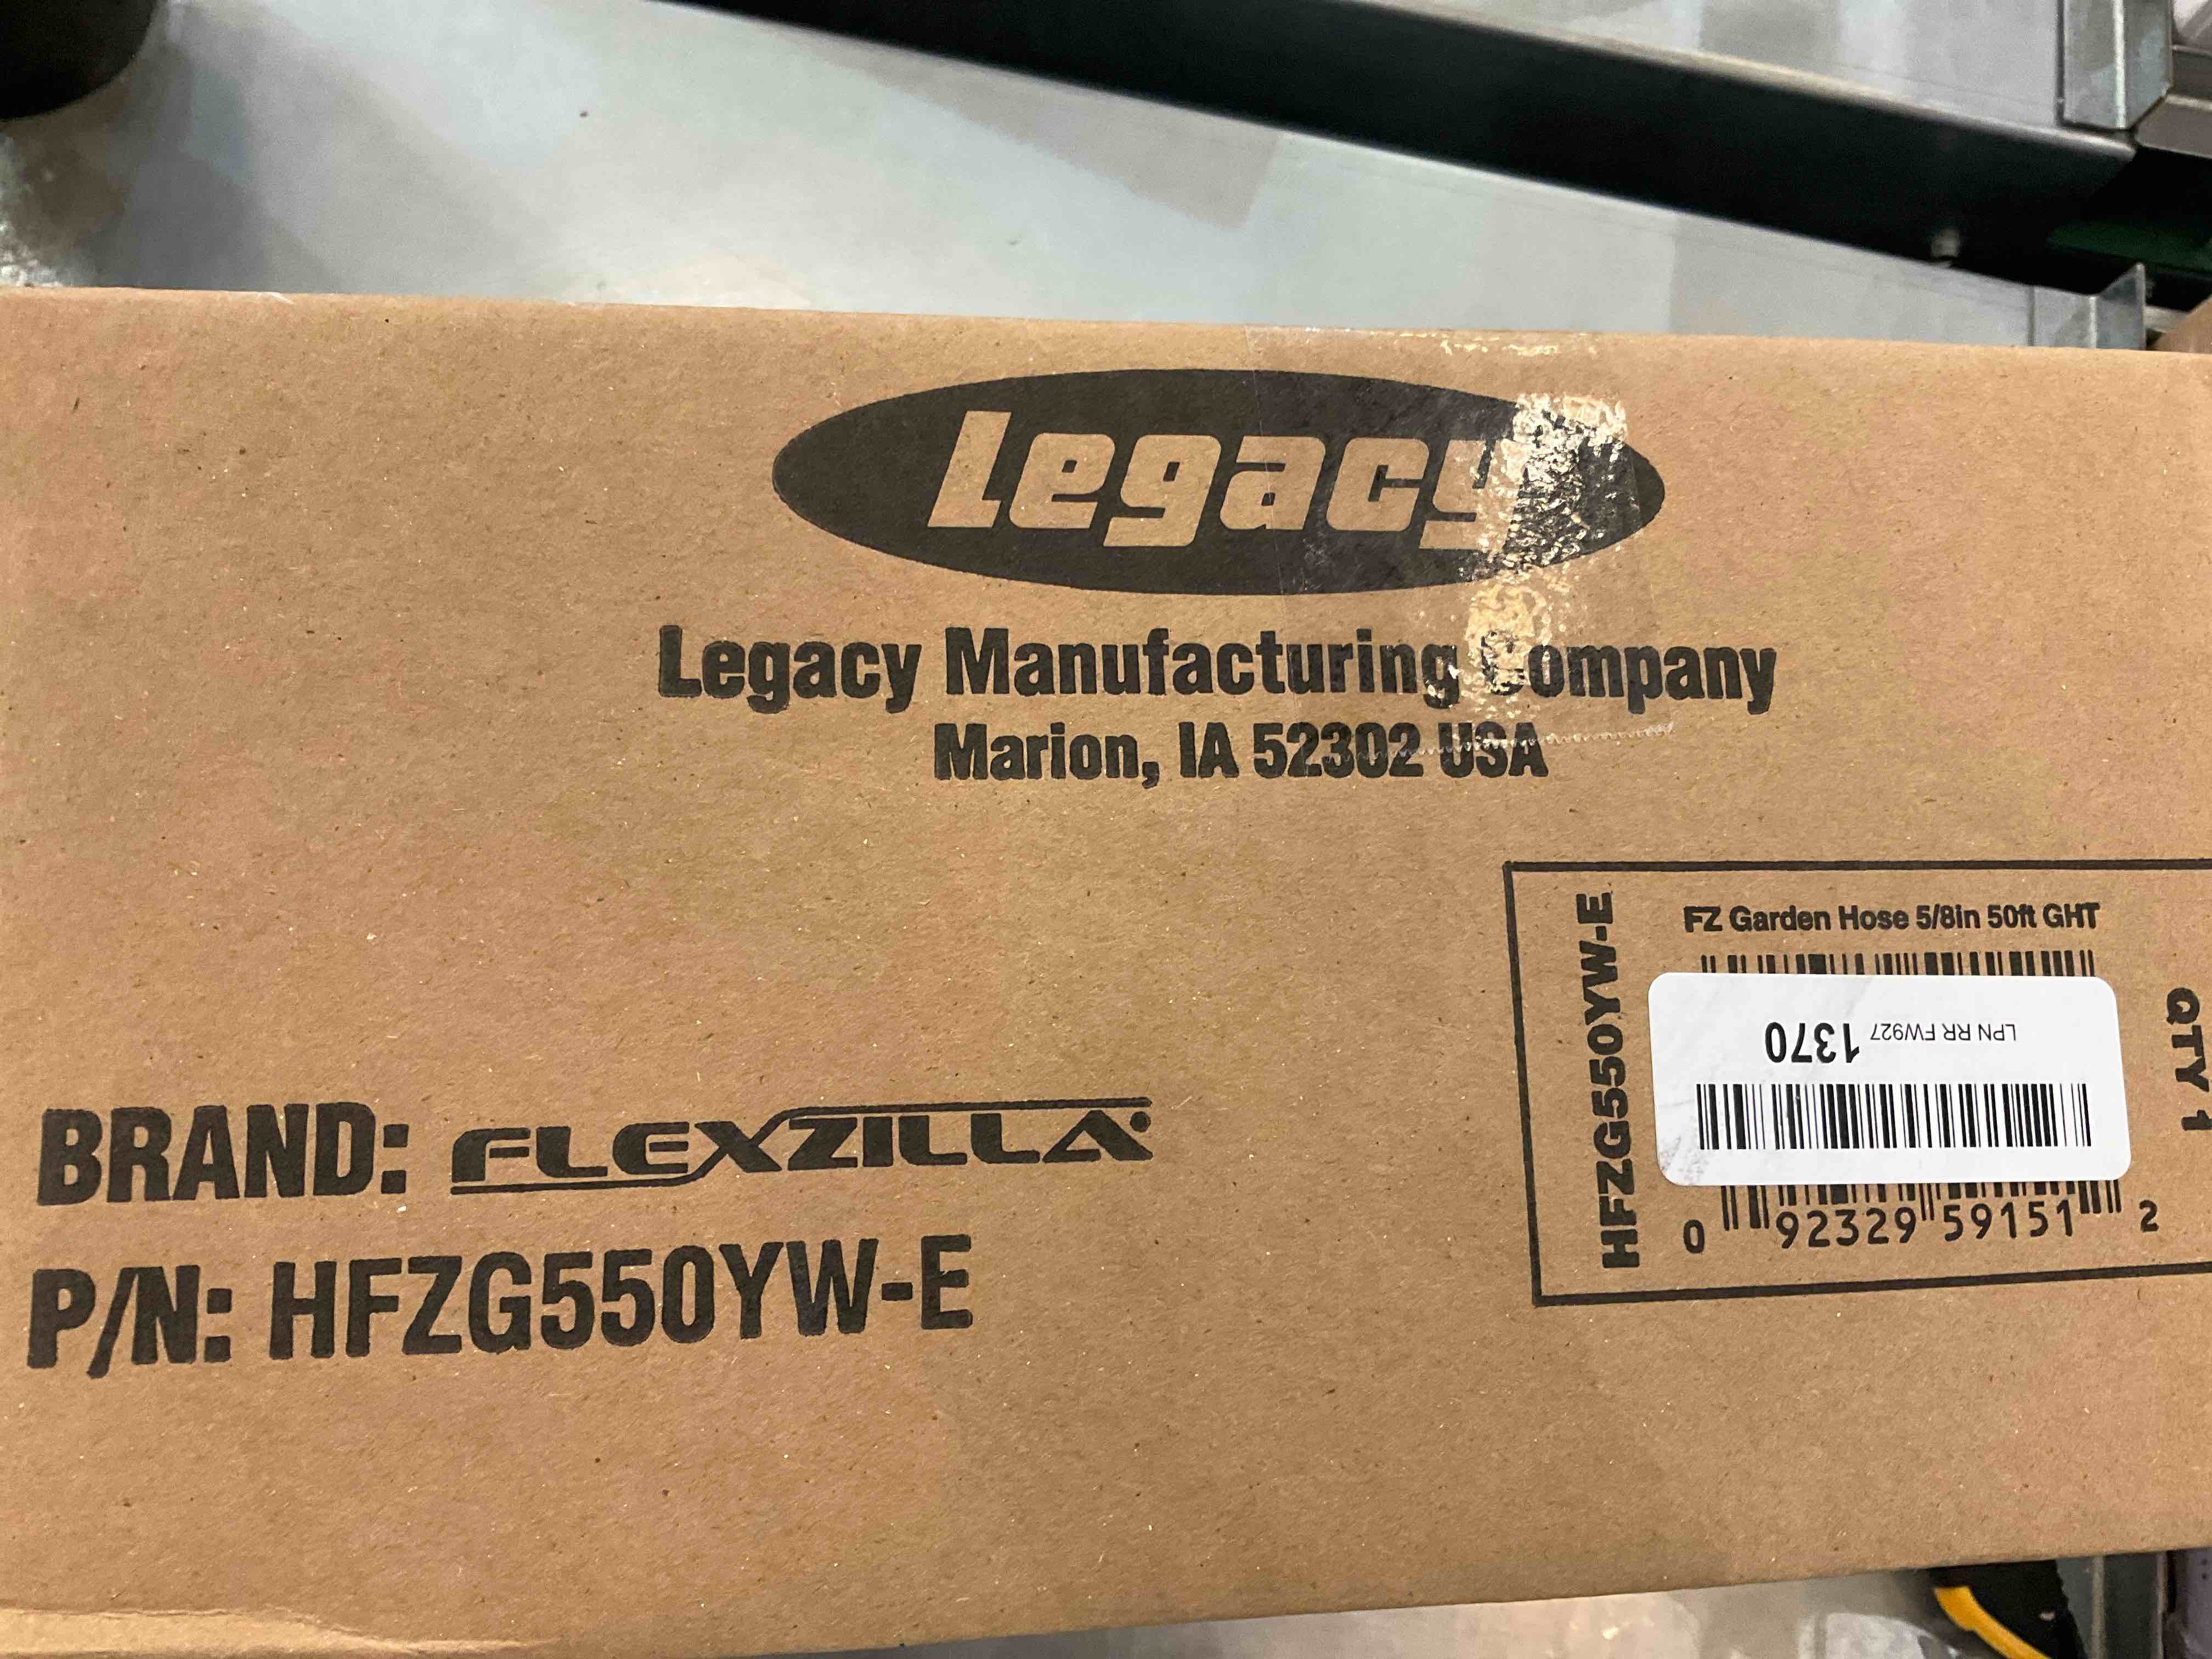 Legacy
Legacy Manufacturing Company
Marion, IA 52302 USA
BRAND: FLEXZILLA
P/N: HFZG550YW-E
HFZG550YW-E
FZ Garden Hose 5/8in 50ft GHT
LPN RR FW927 1370
0 92329 59151 2
QTY 1